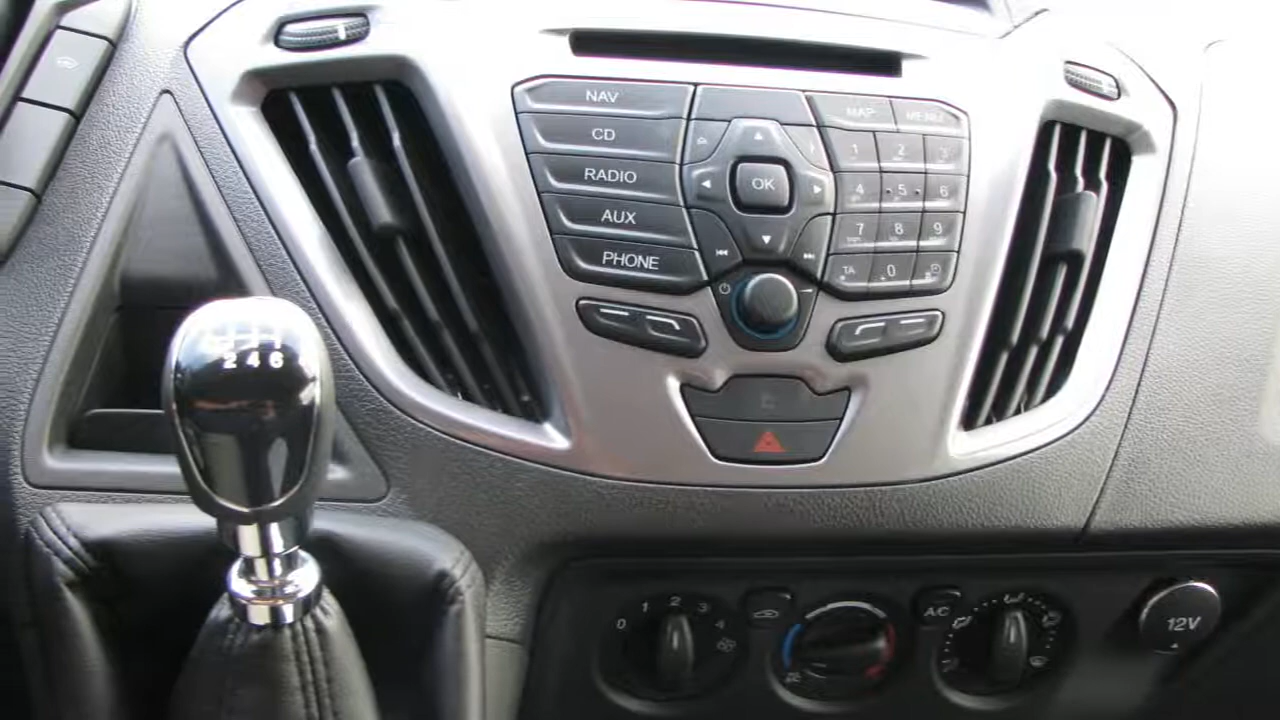 NAV
CD
RADIO
AUX
PHONE
OK
MAP MENU
1 2 3
4 5 6
7 8 9
TA 0
2 4 6
0 1 2 3 4
A/C
12V